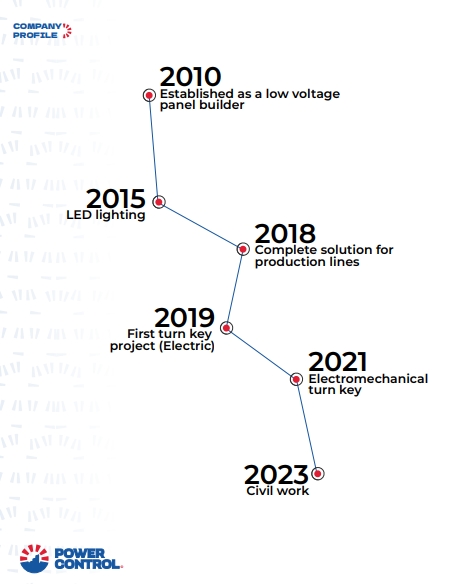 COMPANY
PROFILE
2010
Established as a low voltage
panel builder
2015
LED lighting
2018
Complete solution for
production lines
2019
First turn key
project (Electric)
2021
Electromechanical
turn key
2023
Civil work
POWER
CONTROL®